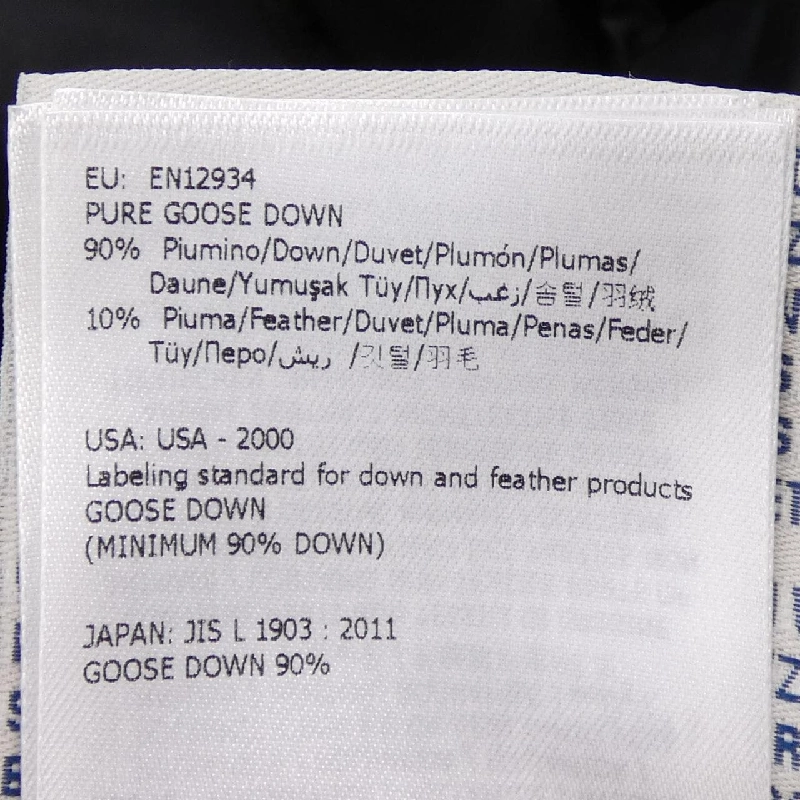 EU: EN12934
PURE GOOSE DOWN
90% Piumino/Down/Duvet/Plumón/Plumas/
Daune/Yumuşak Tüy/Пух/زغب/솜털/羽绒
10% Piuma/Feather/Duvet/Pluma/Penas/Feder/
Tüy/Перо/ريش /깃털/羽毛
USA: USA - 2000
Labeling standard for down and feather products
GOOSE DOWN
(MINIMUM 90% DOWN)
JAPAN: JIS L 1903 : 2011
GOOSE DOWN 90%